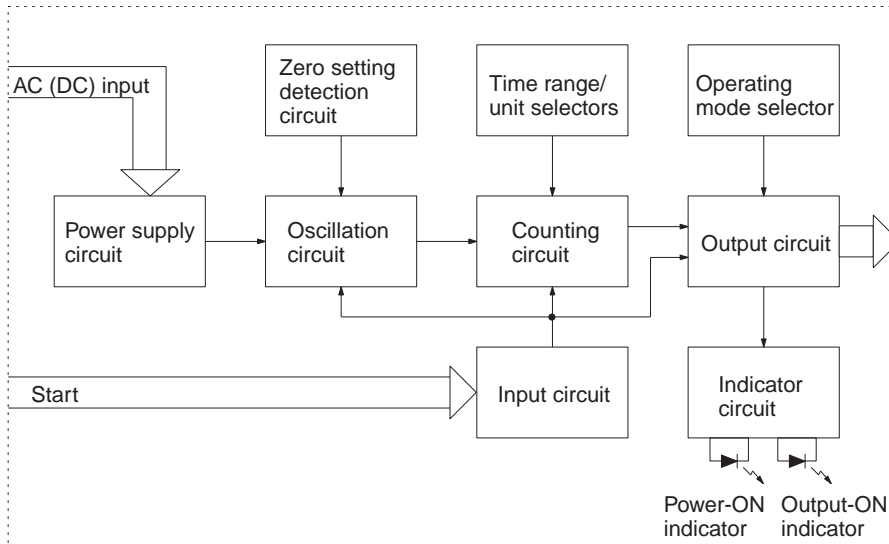 AC (DC) input
Zero setting
detection
circuit
Time range/
unit selectors
Operating
mode selector
Power supply
circuit
Oscillation
circuit
Counting
circuit
Output circuit
Start
Input circuit
Indicator
circuit
Power-ON
indicator
Output-ON
indicator